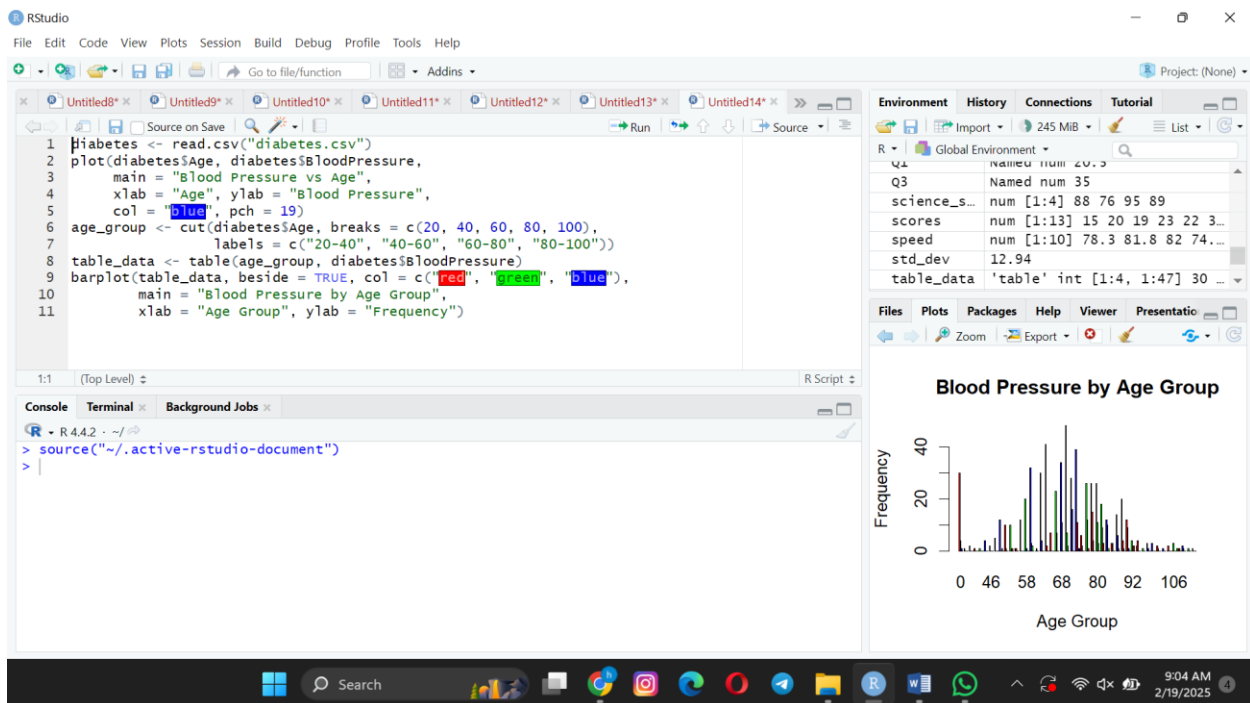 RStudio
File Edit Code View Plots Session Build Debug Profile Tools Help
Go to file/function Addins Project: (None)
Untitled8* Untitled9* Untitled10* Untitled11* Untitled12* Untitled13* Untitled14*
Source on Save Run Source
1 diabetes <- read.csv("diabetes.csv")
2 plot(diabetes$Age, diabetes$BloodPressure,
3 main = "Blood Pressure vs Age",
4 xlab = "Age", ylab = "Blood Pressure",
5 col = "blue", pch = 19)
6 age_group <- cut(diabetes$Age, breaks = c(20, 40, 60, 80, 100),
7 labels = c("20-40", "40-60", "60-80", "80-100"))
8 table_data <- table(age_group, diabetes$BloodPressure)
9 barplot(table_data, beside = TRUE, col = c("red", "green", "blue"),
10 main = "Blood Pressure by Age Group",
11 xlab = "Age Group", ylab = "Frequency")
1:1 (Top Level) R Script
Console Terminal Background Jobs
R R 4.4.2 · ~/
> source("~/.active-rstudio-document")
>
Environment History Connections Tutorial
Import 245 MiB List
R Global Environment
Q1 Named num 20.5
Q3 Named num 35
science_s… num [1:4] 88 76 95 89
scores num [1:13] 15 20 19 23 22 3…
speed num [1:10] 78.3 81.8 82 74.…
std_dev 12.94
table_data 'table' int [1:4, 1:47] 30 …
Files Plots Packages Help Viewer Presentatio
Zoom Export
Blood Pressure by Age Group
Frequency
40
20
0
0 46 58 68 80 92 106
Age Group
Search
9:04 AM
2/19/2025
4